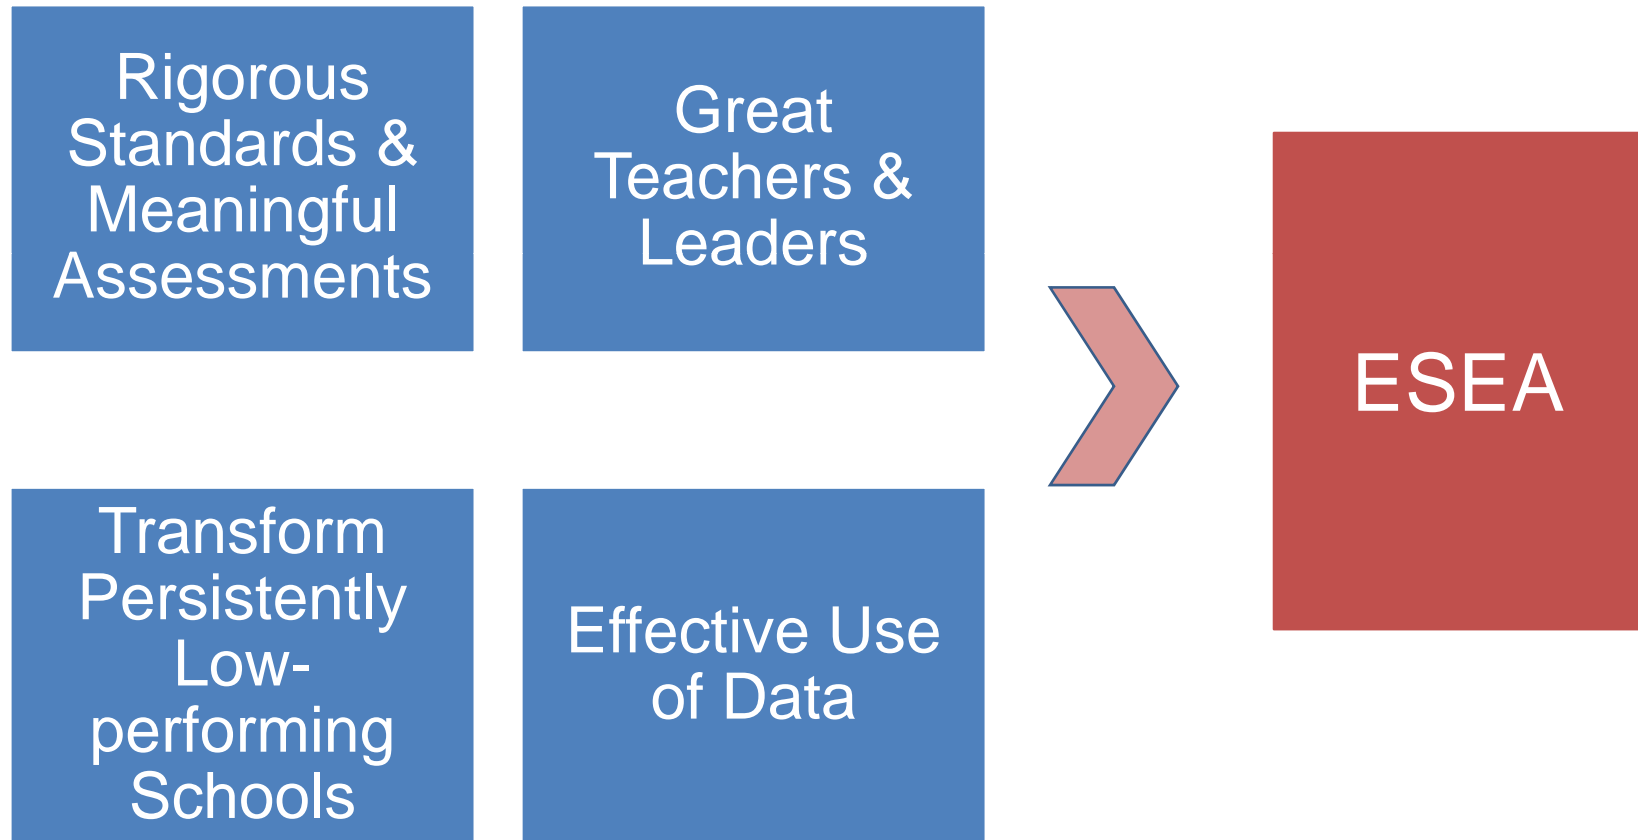 Rigorous
Standards &
Meaningful
Assessments
Great
Teachers &
Leaders
ESEA
Transform
Persistently
Low-
performing
Schools
Effective Use
of Data